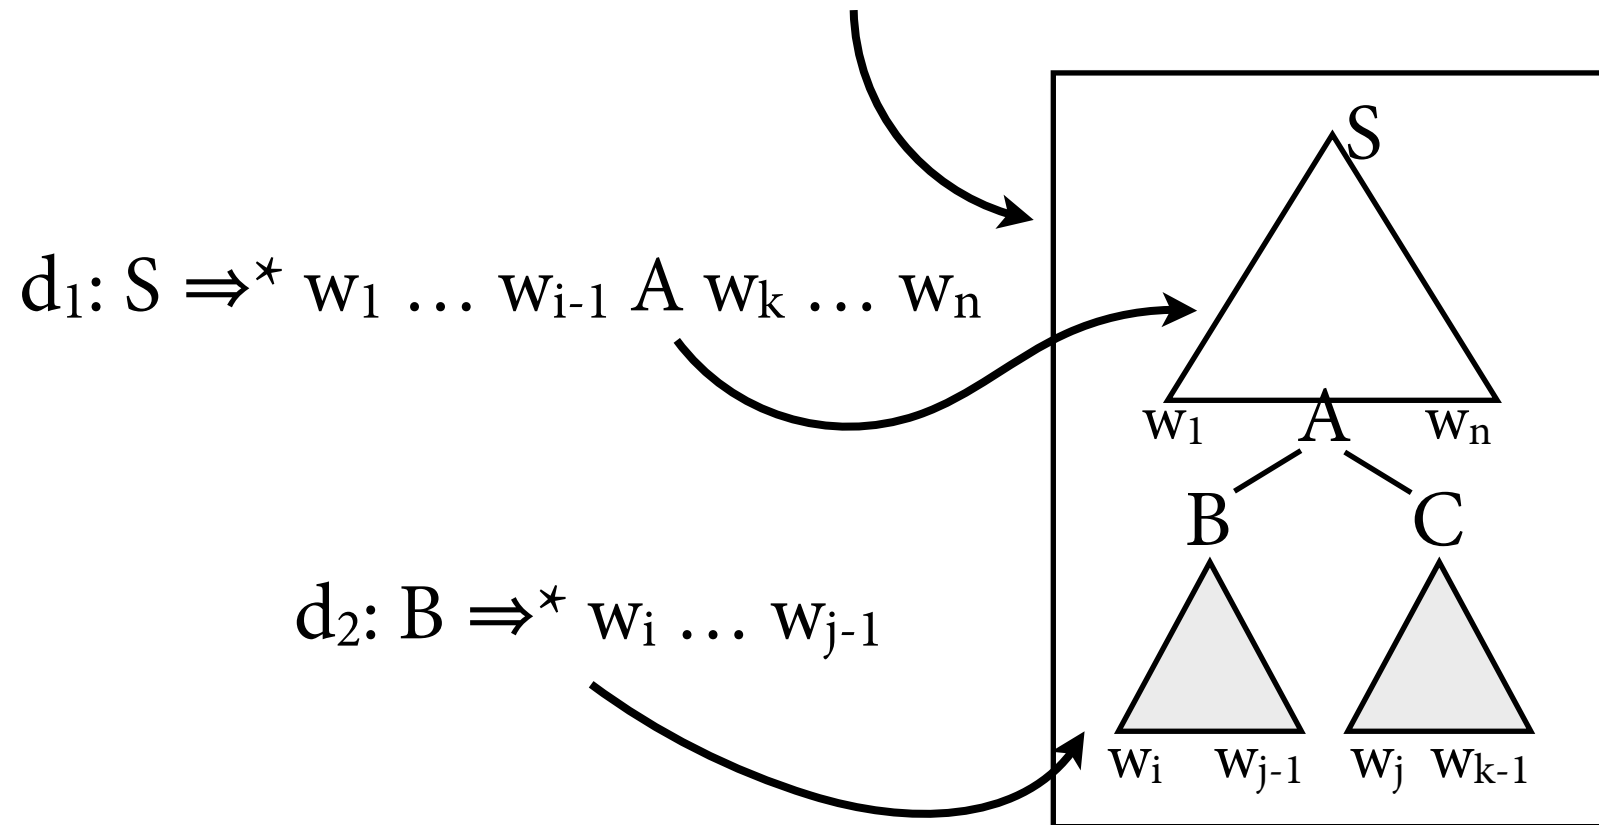 S
d₁: S ⇒* w₁ … wᵢ₋₁ A wₖ … wₙ
w₁ A wₙ
B C
d₂: B ⇒* wᵢ … wⱼ₋₁
wᵢ wⱼ₋₁ wⱼ wₖ₋₁